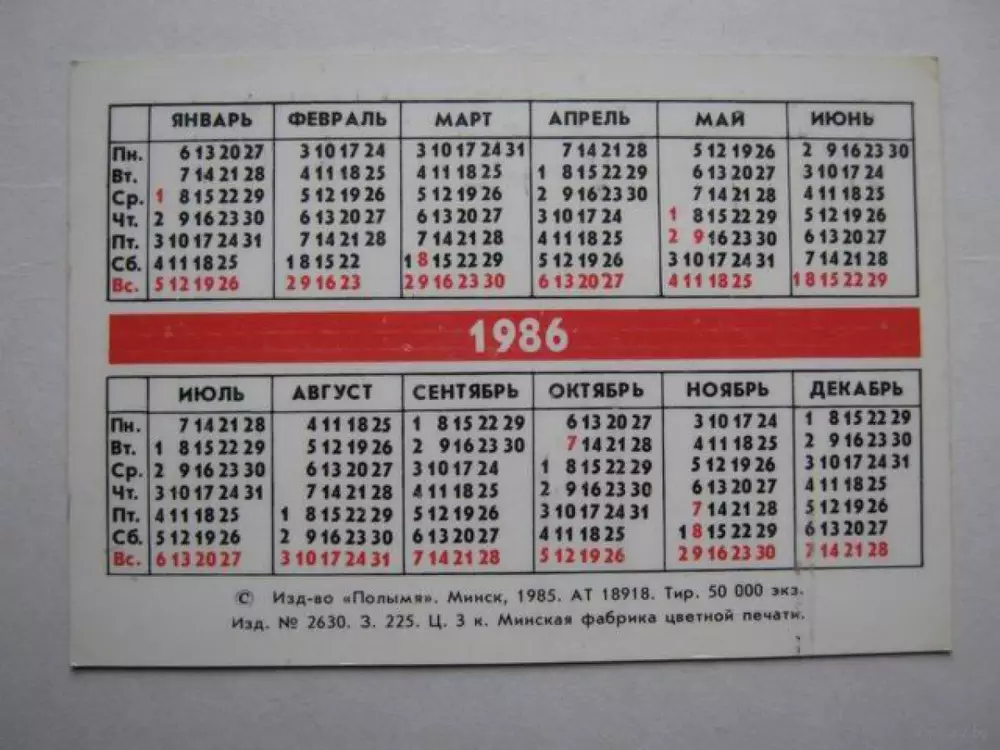 ЯНВАРЬ ФЕВРАЛЬ МАРТ АПРЕЛЬ МАЙ ИЮНЬ
Пн. 6 13 20 27 3 10 17 24 3 10 17 24 31 7 14 21 28 5 12 19 26 2 9 16 23 30
Вт. 7 14 21 28 4 11 18 25 4 11 18 25 1 8 15 22 29 6 13 20 27 3 10 17 24
Ср. 1 8 15 22 29 5 12 19 26 5 12 19 26 2 9 16 23 30 7 14 21 28 4 11 18 25
Чт. 2 9 16 23 30 6 13 20 27 6 13 20 27 3 10 17 24 1 8 15 22 29 5 12 19 26
Пт. 3 10 17 24 31 7 14 21 28 7 14 21 28 4 11 18 25 2 9 16 23 30 6 13 20 27
Сб. 4 11 18 25 1 8 15 22 1 8 15 22 29 5 12 19 26 3 10 17 24 31 7 14 21 28
Вс. 5 12 19 26 2 9 16 23 2 9 16 23 30 6 13 20 27 4 11 18 25 1 8 15 22 29
1986
ИЮЛЬ АВГУСТ СЕНТЯБРЬ ОКТЯБРЬ НОЯБРЬ ДЕКАБРЬ
Пн. 7 14 21 28 4 11 18 25 1 8 15 22 29 6 13 20 27 3 10 17 24 1 8 15 22 29
Вт. 1 8 15 22 29 5 12 19 26 2 9 16 23 30 7 14 21 28 4 11 18 25 2 9 16 23 30
Ср. 2 9 16 23 30 6 13 20 27 3 10 17 24 1 8 15 22 29 5 12 19 26 3 10 17 24 31
Чт. 3 10 17 24 31 7 14 21 28 4 11 18 25 2 9 16 23 30 6 13 20 27 4 11 18 25
Пт. 4 11 18 25 1 8 15 22 29 5 12 19 26 3 10 17 24 31 7 14 21 28 5 12 19 26
Сб. 5 12 19 26 2 9 16 23 30 6 13 20 27 4 11 18 25 1 8 15 22 29 6 13 20 27
Вс. 6 13 20 27 3 10 17 24 31 7 14 21 28 5 12 19 26 2 9 16 23 30 7 14 21 28
© Изд-во «Полымя». Минск, 1985. АТ 18918. Тир. 50 000 экз.
Изд. № 2630. З. 225. Ц. 3 к. Минская фабрика цветной печати.